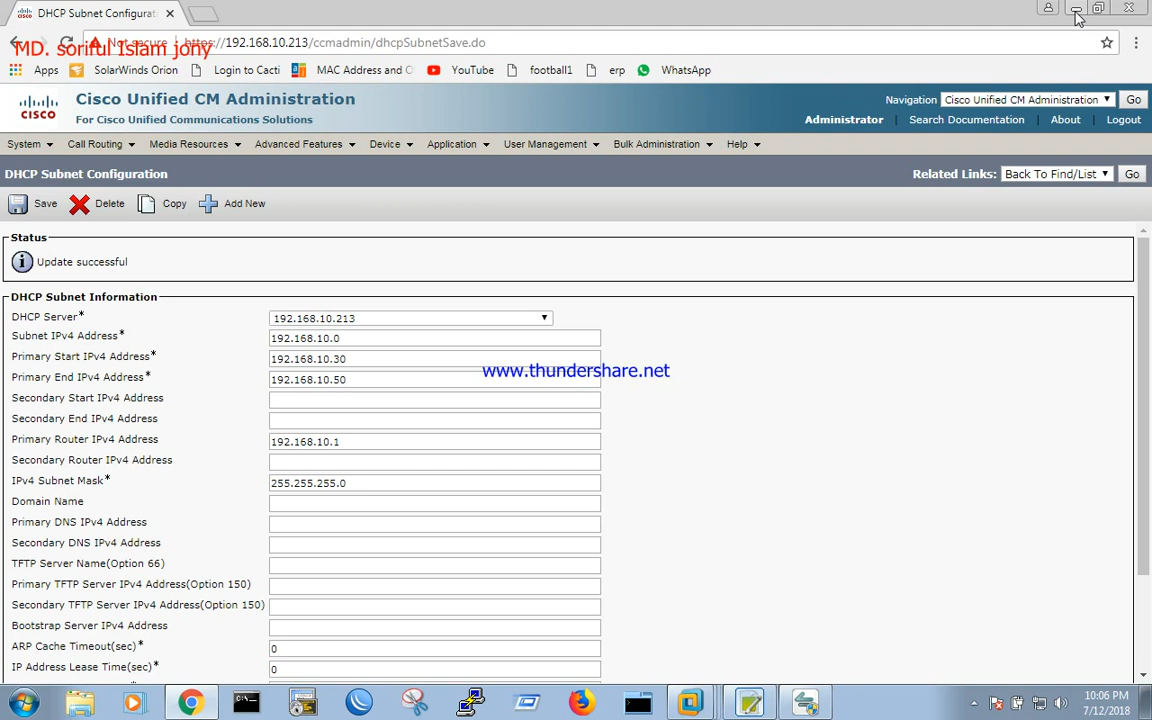 DHCP Subnet Configurat
MD. soriful Islam jony
Not secure https://192.168.10.213/ccmadmin/dhcpSubnetSave.do
Apps SolarWinds Orion Login to Cacti MAC Address and O YouTube football1 erp WhatsApp
CISCO
Cisco Unified CM Administration
For Cisco Unified Communications Solutions
Navigation Cisco Unified CM Administration Go
Administrator Search Documentation About Logout
System Call Routing Media Resources Advanced Features Device Application User Management Bulk Administration Help
DHCP Subnet Configuration
Related Links: Back To Find/List Go
Save Delete Copy Add New
Status
Update successful
DHCP Subnet Information
DHCP Server* 192.168.10.213
Subnet IPv4 Address* 192.168.10.0
Primary Start IPv4 Address* 192.168.10.30
www.thundershare.net
Primary End IPv4 Address* 192.168.10.50
Secondary Start IPv4 Address
Secondary End IPv4 Address
Primary Router IPv4 Address 192.168.10.1
Secondary Router IPv4 Address
IPv4 Subnet Mask* 255.255.255.0
Domain Name
Primary DNS IPv4 Address
Secondary DNS IPv4 Address
TFTP Server Name(Option 66)
Primary TFTP Server IPv4 Address(Option 150)
Secondary TFTP Server IPv4 Address(Option 150)
Bootstrap Server IPv4 Address
ARP Cache Timeout(sec)* 0
IP Address Lease Time(sec)* 0
10:06 PM
7/12/2018